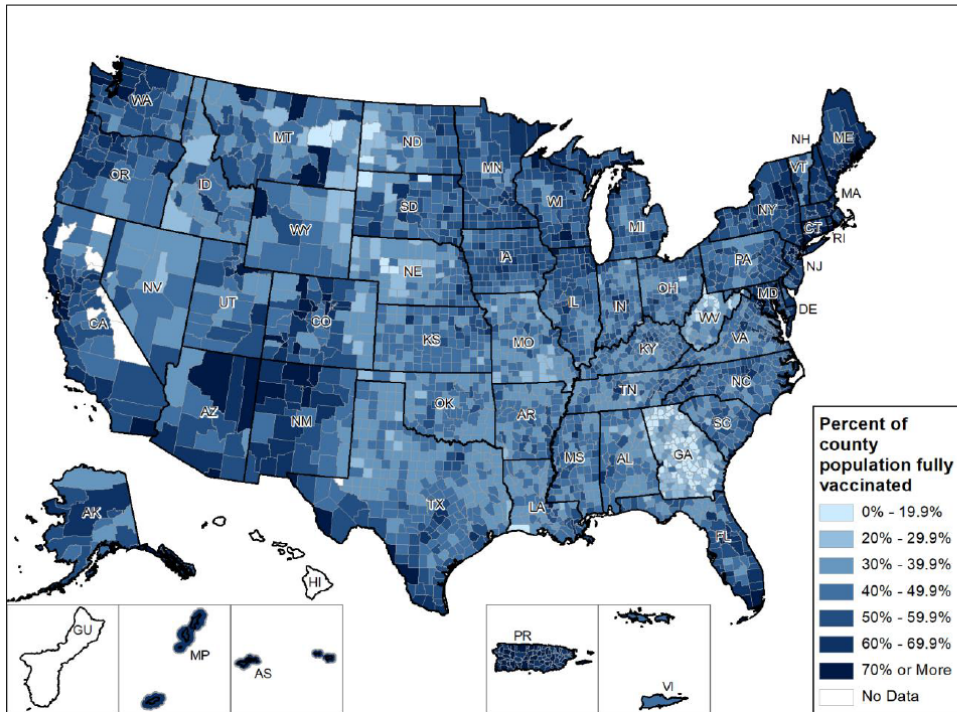 WA
MT
ND
MN
OR
ID
SD
WI
WY
MI
NH
VT
ME
MA
NY
CT
RI
NJ
IA
NE
PA
NV
UT
CO
IL
IN
OH
MD
DE
WV
CA
KS
MO
KY
VA
TN
NC
AZ
NM
OK
AR
SC
MS
AL
GA
TX
LA
FL
AK
HI
GU
MP
AS
PR
VI
Percent of
county
population fully
vaccinated
0% - 19.9%
20% - 29.9%
30% - 39.9%
40% - 49.9%
50% - 59.9%
60% - 69.9%
70% or More
No Data